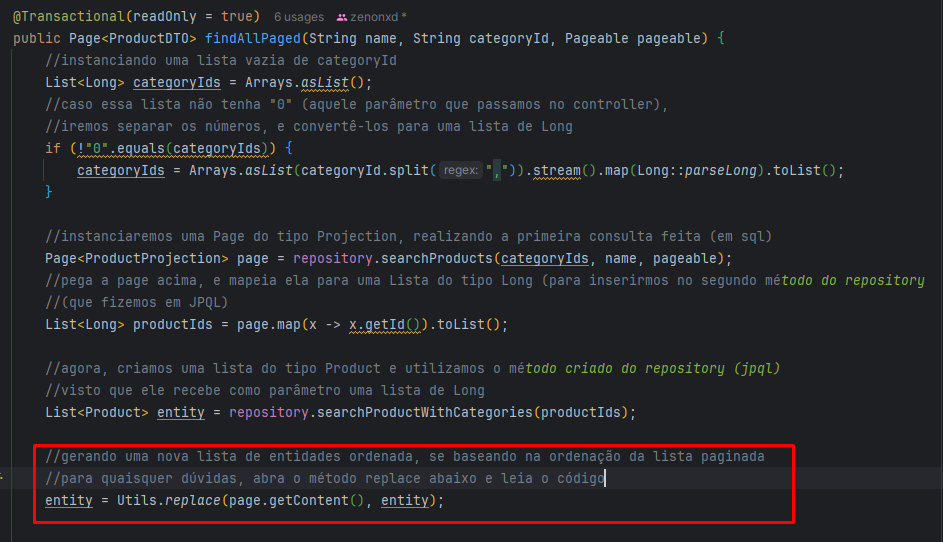 @Transactional(readOnly = true) 6 usages zenonxd *
public Page<ProductDTO> findAllPaged(String name, String categoryId, Pageable pageable) {
//instanciando uma lista vazia de categoryId
List<Long> categoryIds = Arrays.asList();
//caso essa lista não tenha "0" (aquele parâmetro que passamos no controller),
//iremos separar os números, e convertê-los para uma lista de Long
if (!"0".equals(categoryIds)) {
categoryIds = Arrays.asList(categoryId.split( regex: ",")).stream().map(Long::parseLong).toList();
}
//instanciaremos uma Page do tipo Projection, realizando a primeira consulta feita (em sql)
Page<ProductProjection> page = repository.searchProducts(categoryIds, name, pageable);
//pega a page acima, e mapeia ela para uma Lista do tipo Long (para inserirmos no segundo método do repository
//(que fizemos em JPQL)
List<Long> productIds = page.map(x -> x.getId()).toList();
//agora, criamos uma lista do tipo Product e utilizamos o método criado do repository (jpql)
//visto que ele recebe como parâmetro uma lista de Long
List<Product> entity = repository.searchProductWithCategories(productIds);
//gerando uma nova lista de entidades ordenada, se baseando na ordenação da lista paginada
//para quaisquer dúvidas, abra o método replace abaixo e leia o código
entity = Utils.replace(page.getContent(), entity);